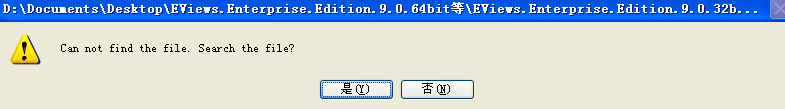 D:\Documents\Desktop\EViews.Enterprise.Edition.9.0.64bit等\EViews.Enterprise.Edition.9.0.32b...
Can not find the file. Search the file?
是(Y) 否(N)